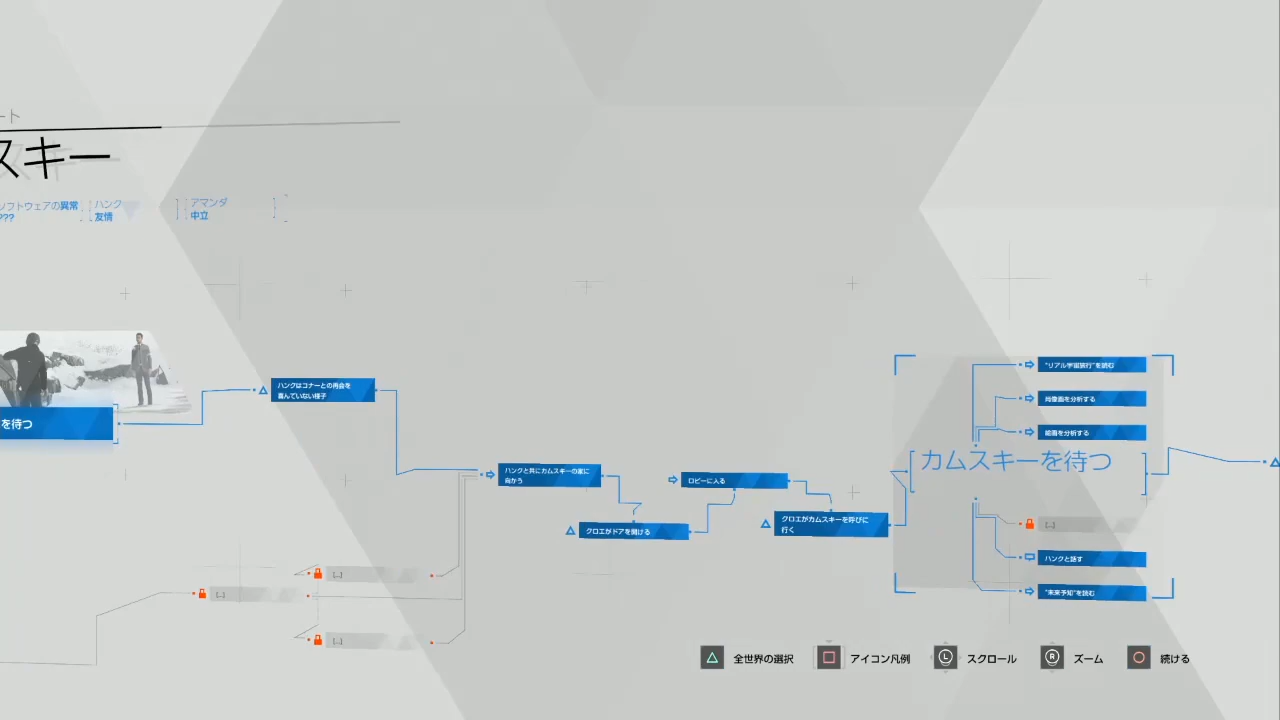 ート
スキー
ソフトウェアの異常
???
ハンク
友情
アマンダ
中立
を待つ
ハンクはコナーとの再会を
喜んでいない様子
ハンクと共にカムスキーの家に
向かう
クロエがドアを開ける
ロビーに入る
クロエがカムスキーを呼びに
行く
"リアル宇宙旅行"を読む
肖像画を分析する
絵画を分析する
カムスキーを待つ
[...]
ハンクと話す
"未来予知"を読む
[...]
[...]
[...]
全世界の選択
アイコン凡例
L
スクロール
R
ズーム
続ける